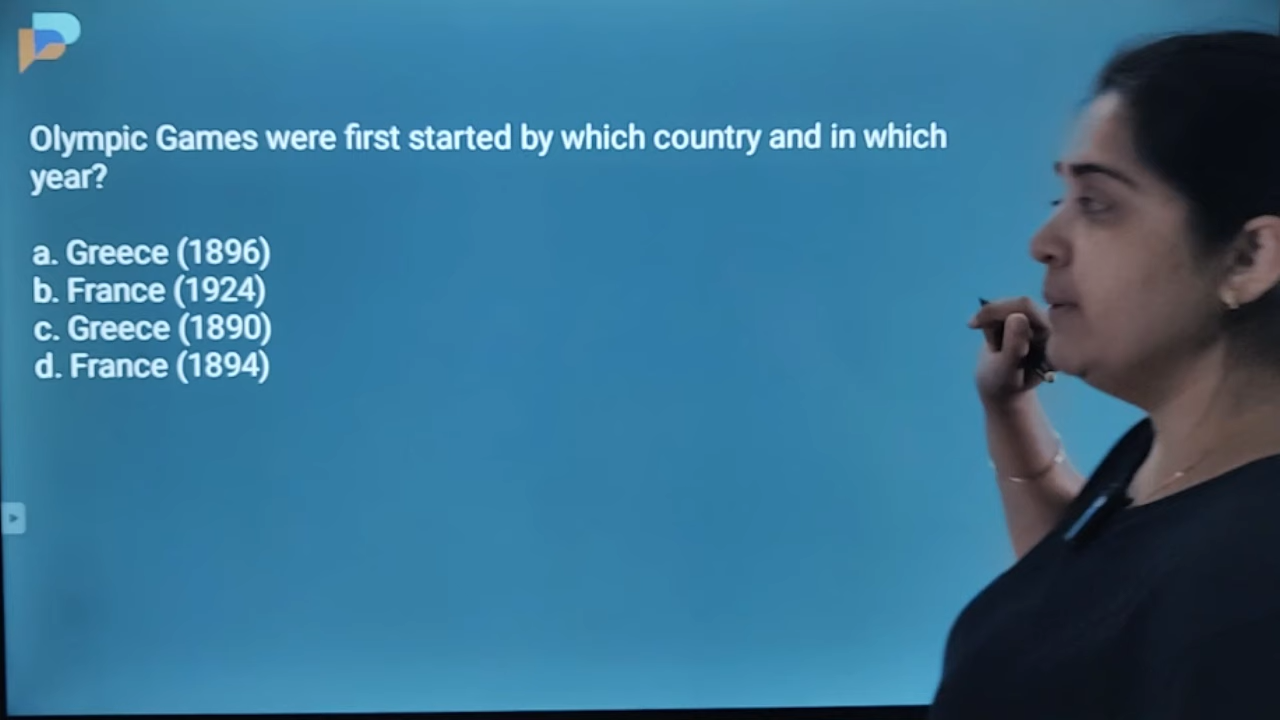 Olympic Games were first started by which country and in which
year?
a. Greece (1896)
b. France (1924)
c. Greece (1890)
d. France (1894)